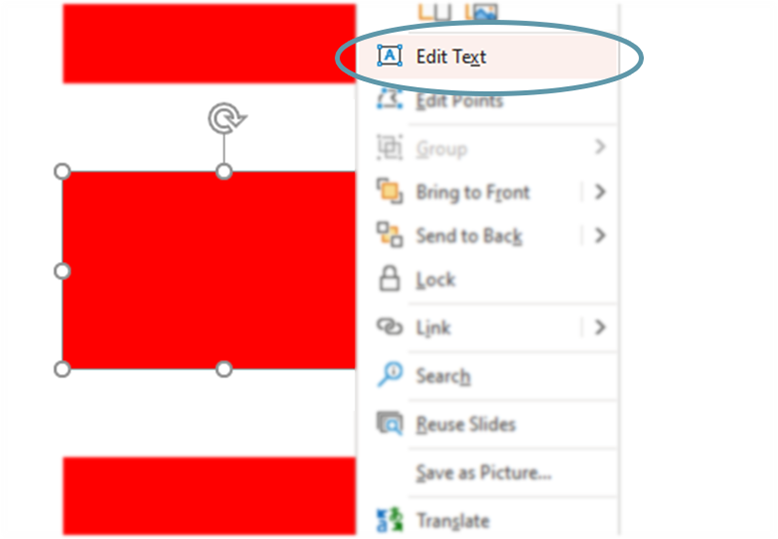 Edit Text
Edit Points
Group
Bring to Front
Send to Back
Lock
Link
Search
Reuse Slides
Save as Picture...
Translate